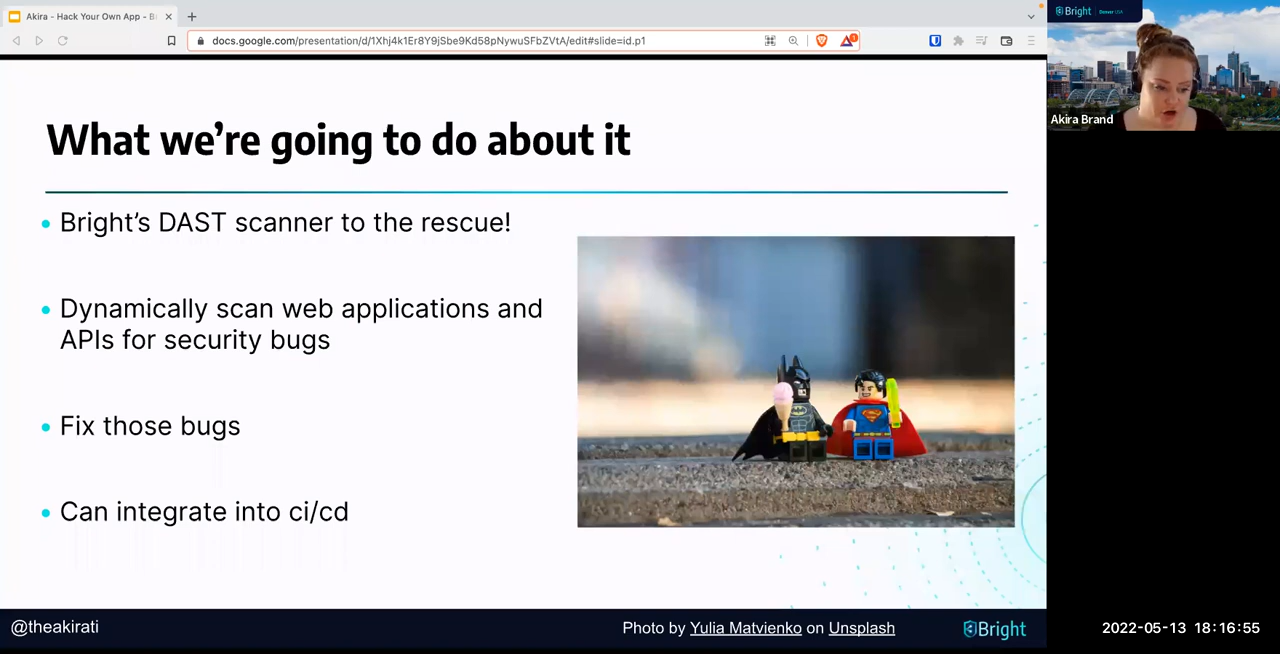 Akira - Hack Your Own App - B
docs.google.com/presentation/d/1Xhj4k1Er8Y9jSbe9Kd58pNywuSFbZVtA/edit#slide=id.p1
Bright
Denver USA
Akira Brand
What we’re going to do about it
• Bright’s DAST scanner to the rescue!
• Dynamically scan web applications and
APIs for security bugs
• Fix those bugs
• Can integrate into ci/cd
@theakirati
Photo by Yulia Matvienko on Unsplash
Bright
2022-05-13 18:16:55